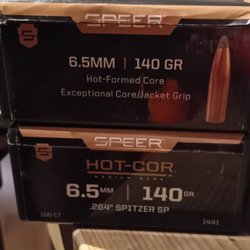 SPEER
6.5MM | 140 GR
Hot-Formed Core
Exceptional Core/Jacket Grip
SPEER
HOT-COR
6.5MM | 140 GR
.264" SPITZER SP
100 CT
1441